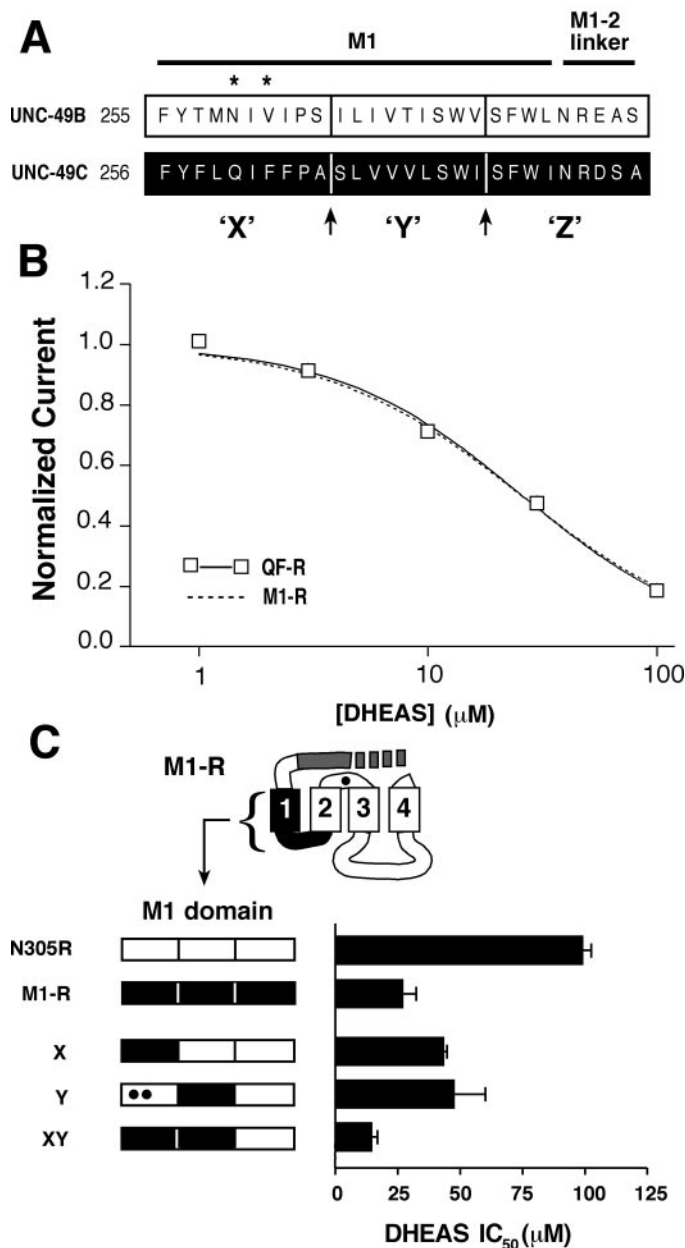 A
M1
M1-2
linker
* *
UNC-49B 255 F Y T M N I V I P S I L I V T I S W V S F W L N R E A S
UNC-49C 256 F Y F L Q I F F P A S L V V V L S W I S F W I N R D S A
'X' 'Y' 'Z'
B
Normalized Current
1.2
1.0
0.8
0.6
0.4
0.2
0.0
QF-R
M1-R
1 10 100
[DHEAS] (μM)
C
M1-R
1 2 3 4
M1 domain
N305R
M1-R
X
Y
XY
0 25 50 75 100 125
DHEAS IC50 (μM)